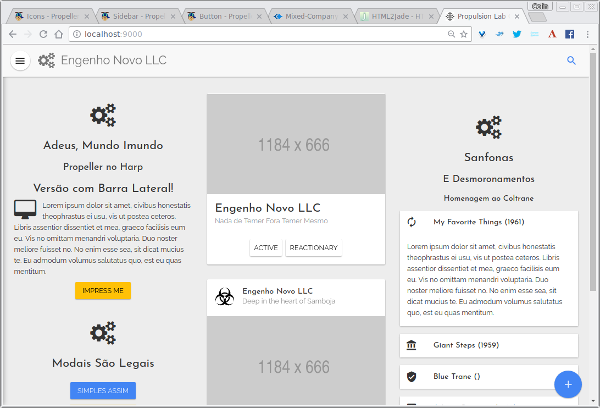 Icons - Propelle
Sidebar - Prope
Button - Propell
Mixed-Company
HTML2Jade - HT
Propulsion Lab
localhost:9000
Engenho Novo LLC
Adeus, Mundo Imundo
Propeller no Harp
Versão com Barra Lateral!
Lorem ipsum dolor sit amet, civibus honestatis
theophrastus ei usu, vis ut postea ceteros.
Libris assentior dissentiet et mea, graeco facilisis
eum eu. Vis no omnium menandri voluptaria. Duo noster
meliore fuisset no. No enim esse sea, sit dicat mucius
te. Eu admodum volumus salutatus quo, est eu quas
mentitum.
IMPRESS ME
Modais São Legais
SIMPLES ASSIM
1184 x 666
Engenho Novo LLC
Nada de Temer Fora Temer Mesmo
ACTIVE
REACTIONARY
Engenho Novo LLC
Deep in the heart of Samboja
1184 x 666
Sanfonas
E Desmoronamentos
Homenagem ao Coltrane
My Favorite Things (1961)
Lorem ipsum dolor sit amet, civibus honestatis
theophrastus ei usu, vis ut postea ceteros. Libris
assentior dissentiet et mea, graeco facilisis eum
eu. Vis no omnium menandri voluptaria. Duo noster
meliore fuisset no. No enim esse sea, sit
dicat mucius te. Eu admodum volumus salutatus
quo, est eu quas mentitum.
Giant Steps (1959)
Blue Trane ()